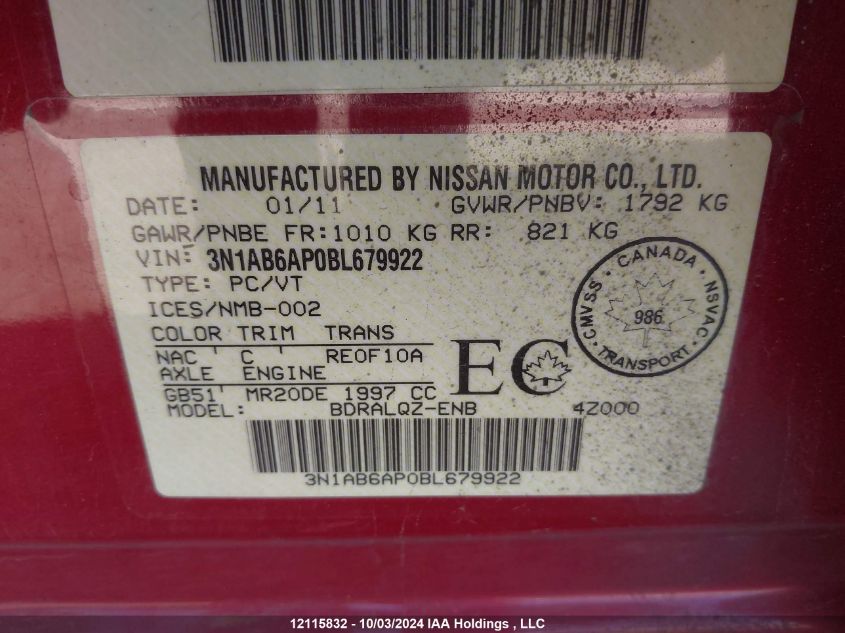 MANUFACTURED BY NISSAN MOTOR CO., LTD.
DATE: 01/11 GVWR/PNBV: 1792 KG
GAWR/PNBE FR:1010 KG RR: 821 KG
VIN: 3N1AB6AP0BL679922
TYPE: PC/VT
ICES/NMB-002
COLOR TRIM TRANS
NAC ' C ' RE0F10A
AXLE ENGINE
GB51' MR20DE 1997 CC
MODEL: BDRALQZ-ENB 4Z000
EC
CANADA
CMVSS · NSVAC
986
TRANSPORT
3N1AB6AP0BL679922
12115832 - 10/03/2024 IAA Holdings , LLC